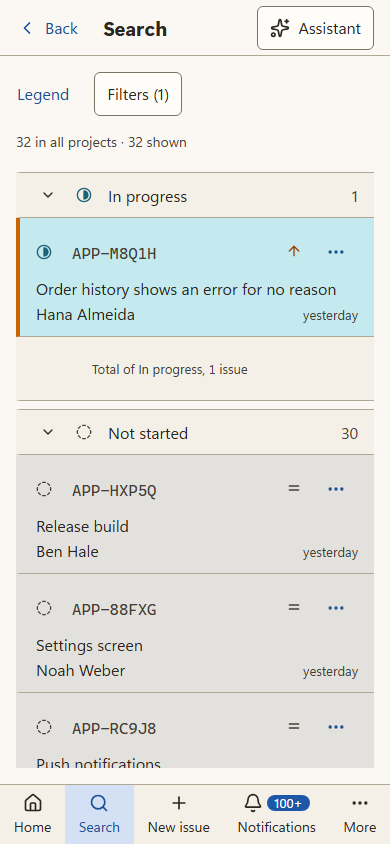 Back Search Assistant
Legend Filters (1)
32 in all projects · 32 shown
In progress 1
APP-M8Q1H
Order history shows an error for no reason
Hana Almeida yesterday
Total of In progress, 1 issue
Not started 30
APP-HXP5Q
Release build
Ben Hale yesterday
APP-88FXG
Settings screen
Noah Weber yesterday
APP-RC9J8
Push notifications
100+
Home Search New issue Notifications More